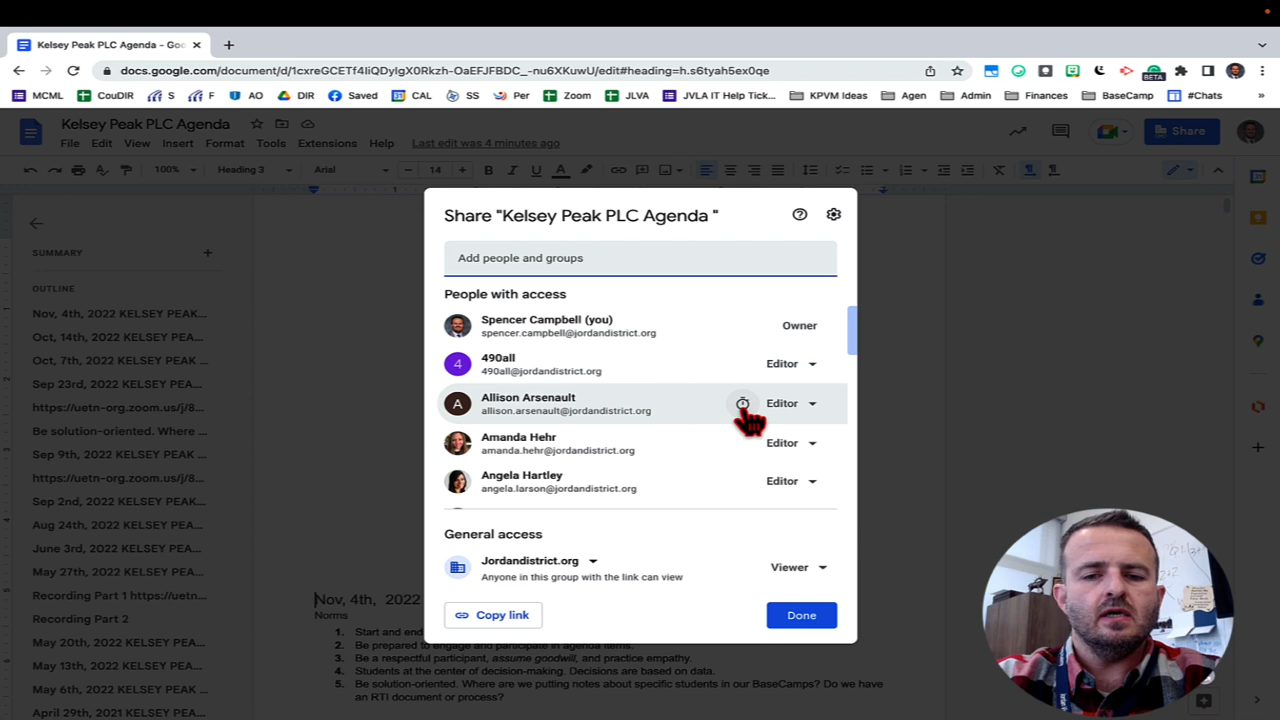 Kelsey Peak PLC Agenda - Goo
docs.google.com/document/d/1cxreGCETf4IiQDyIgX0Rkzh-OaEFJFBDC_-nu6XKuwU/edit#heading=h.s6tyah5ex0qe
BETA
MCML CouDIR S F AO DIR Saved CAL SS Per Zoom JLVA JVLA IT Help Tick... KPVM Ideas Agen Admin Finances BaseCamp #Chats
Kelsey Peak PLC Agenda
File Edit View Insert Format Tools Extensions Help Last edit was 4 minutes ago
Share
100% Heading 3 Arial 14
Share "Kelsey Peak PLC Agenda "
Add people and groups
People with access
Spencer Campbell (you)
spencer.campbell@jordandistrict.org
Owner
4
490all
490all@jordandistrict.org
Editor
A
Allison Arsenault
allison.arsenault@jordandistrict.org
Editor
Amanda Hehr
amanda.hehr@jordandistrict.org
Editor
Angela Hartley
angela.larson@jordandistrict.org
Editor
General access
Jordandistrict.org
Anyone in this group with the link can view
Viewer
Copy link
Done
SUMMARY
OUTLINE
Nov, 4th, 2022 KELSEY PEAK...
Oct, 14th, 2022 KELSEY PEA...
Oct, 7th, 2022 KELSEY PEAK...
Sep 23rd, 2022 KELSEY PEA...
https://uetn-org.zoom.us/j/8...
Be solution-oriented. Where ...
Sep 9th, 2022 KELSEY PEAK...
https://uetn-org.zoom.us/j/8...
Sep 2nd, 2022 KELSEY PEAK...
Aug 24th, 2022 KELSEY PEA...
June 3rd, 2022 KELSEY PEA...
May 27th, 2022 KELSEY PEA...
Recording Part 1 https://uetn...
Recording Part 2
May 20th, 2022 KELSEY PEA...
May 13th, 2022 KELSEY PEA...
May 6th, 2022 KELSEY PEAK...
April 29th, 2021 KELSEY PEA...
Nov, 4th, 2022
Norms
1. Start and end
2. Be prepared to engage and participate in agenda items.
3. Be a respectful participant, assume goodwill, and practice empathy.
4. Students at the center of decision-making. Decisions are based on data.
5. Be solution-oriented. Where are we putting notes about specific students in our BaseCamps? Do we have
an RTI document or process?